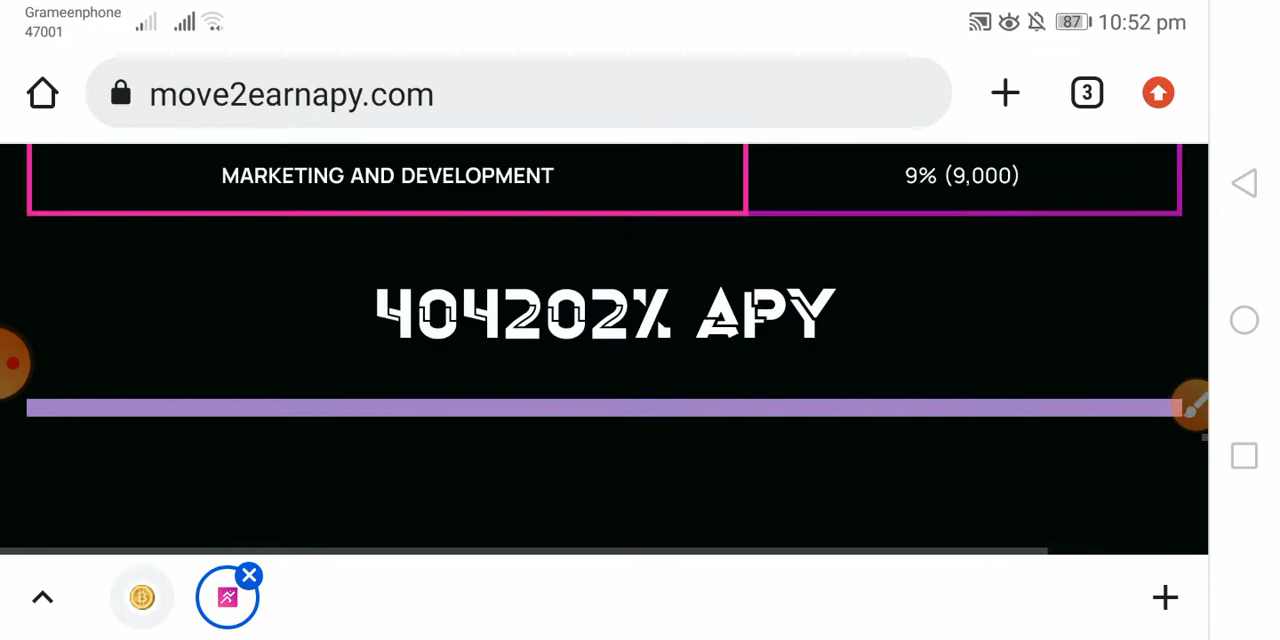 Grameenphone
47001
87 10:52 pm
move2earnapy.com
3
MARKETING AND DEVELOPMENT 9% (9,000)
404202% APY